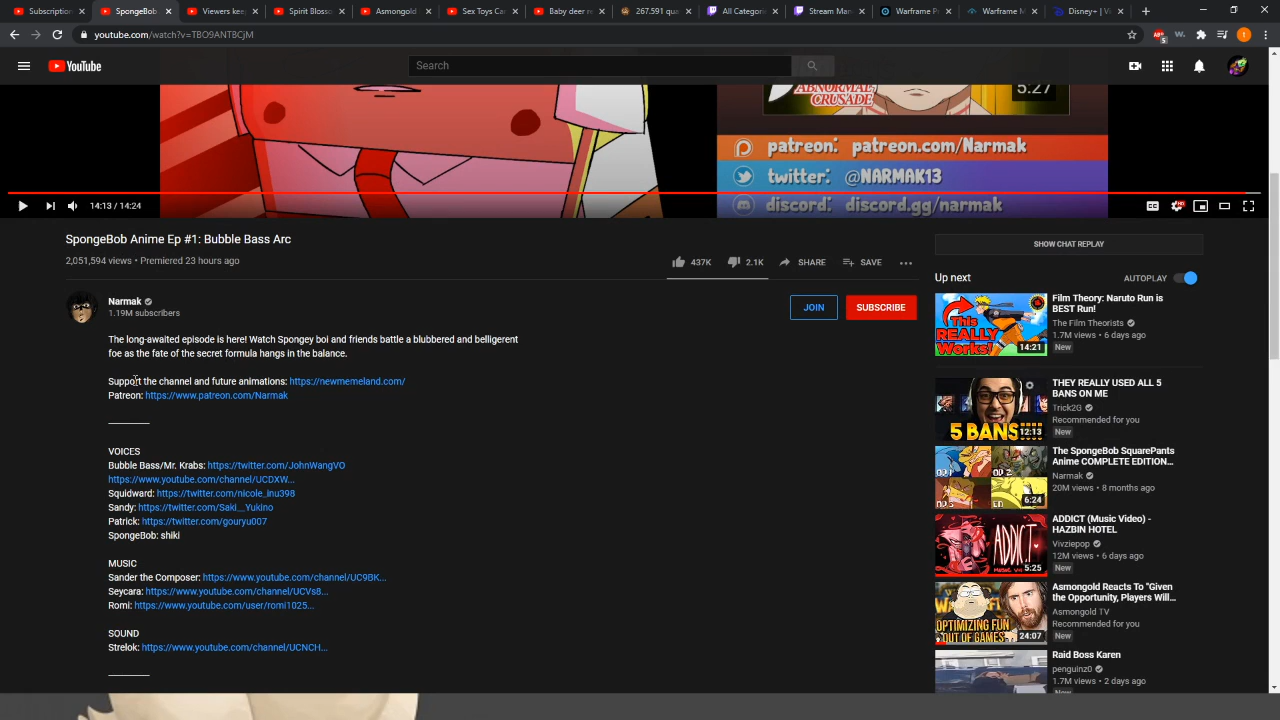 Subscription
SpongeBob
Viewers keep
Spirit Blosso
Asmongold
Sex Toys Ca
Baby deer re
267.591 qua
All Categorie
Stream Man
Warframe P
Warframe M
Disney+ | Vi
youtube.com/watch?v=TBO9ANTBCjM
YouTube
Search
ABNORMAL
CRUSADE
5:27
patreon: patreon.com/Narmak
twitter: @NARMAK13
discord: discord.gg/narmak
14:13 / 14:24
SpongeBob Anime Ep #1: Bubble Bass Arc
2,051,594 views • Premiered 23 hours ago
437K
2.1K
SHARE
SAVE
Narmak
1.19M subscribers
JOIN
SUBSCRIBE
The long-awaited episode is here! Watch Spongey boi and friends battle a blubbered and belligerent
foe as the fate of the secret formula hangs in the balance.
Support the channel and future animations: https://newmemeland.com/
Patreon: https://www.patreon.com/Narmak
VOICES
Bubble Bass/Mr. Krabs: https://twitter.com/JohnWangVO
https://www.youtube.com/channel/UCDXW...
Squidward: https://twitter.com/nicole_inu398
Sandy: https://twitter.com/Saki__Yukino
Patrick: https://twitter.com/gouryu007
SpongeBob: shiki
MUSIC
Sander the Composer: https://www.youtube.com/channel/UC9BK...
Seycara: https://www.youtube.com/channel/UCVs8...
Romi: https://www.youtube.com/user/romi1025...
SOUND
Strelok: https://www.youtube.com/channel/UCNCH...
SHOW CHAT REPLAY
Up next
AUTOPLAY
This
REALLY
Works!
14:21
Film Theory: Naruto Run is
BEST Run!
The Film Theorists
1.7M views • 6 days ago
New
5 BANS
12:13
THEY REALLY USED ALL 5
BANS ON ME
Trick2G
Recommended for you
New
6:24
The SpongeBob SquarePants
Anime COMPLETE EDITION...
Narmak
20M views • 8 months ago
ADDICT
5:25
ADDICT (Music Video) -
HAZBIN HOTEL
Vivziepop
12M views • 6 days ago
New
OPTIMIZING FUN
OUT OF GAMES
24:07
Asmongold Reacts To "Given
the Opportunity, Players Will...
Asmongold TV
Recommended for you
New
Raid Boss Karen
penguinz0
1.7M views • 2 days ago